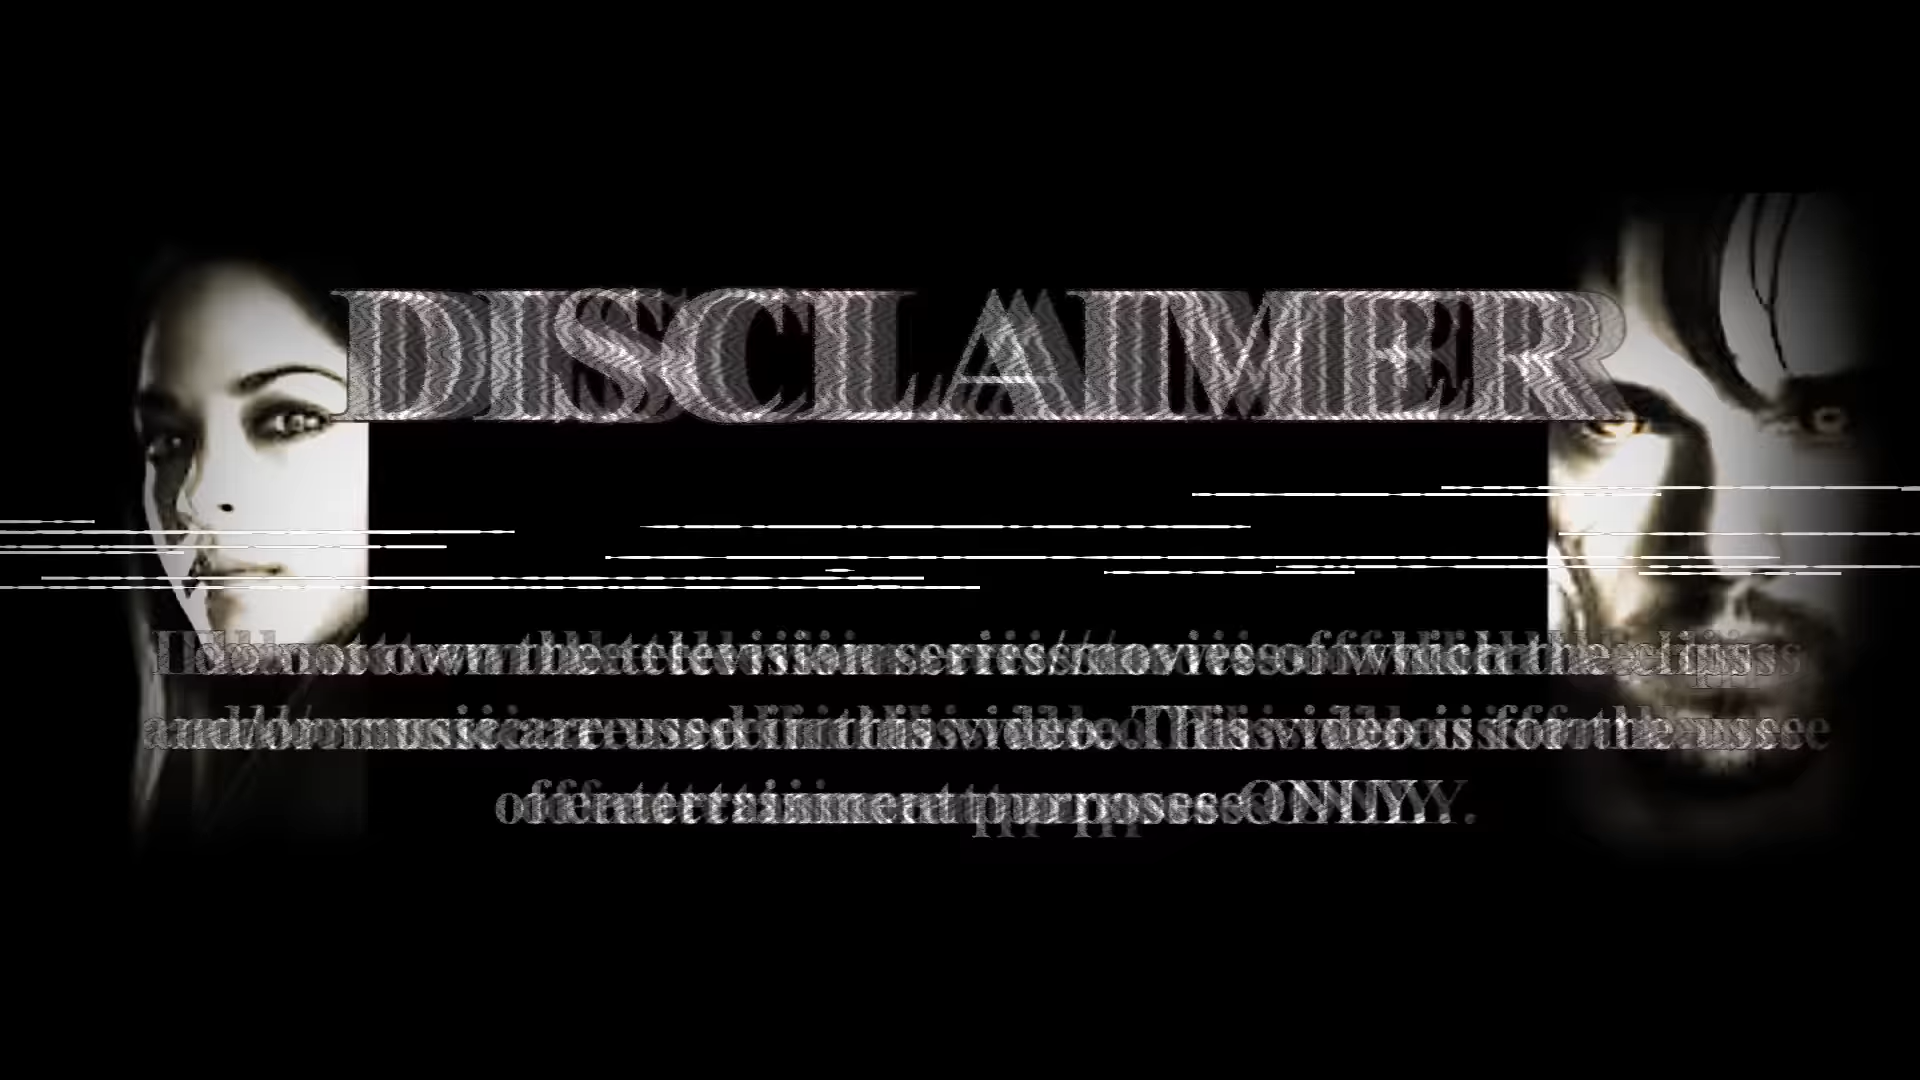 DISCLAIMER
I do not own the television series/movies of which the clips
and/or music are used in this video. This video is for the use
of entertainment purposes ONLY.